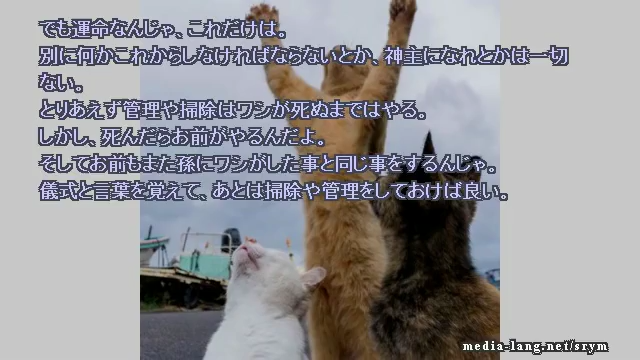 でも運命なんじゃ、これだけは。
別に何かこれからしなければならないとか、神主になれとかは一切
ない。
とりあえず管理や掃除はワシが死ぬまではやる。
しかし、死んだらお前がやるんだよ。
そしてお前もまた孫にワシがした事と同じ事をするんじゃ。
儀式と言葉を覚えて、あとは掃除や管理をしておけば良い。
media-lang.net/srym